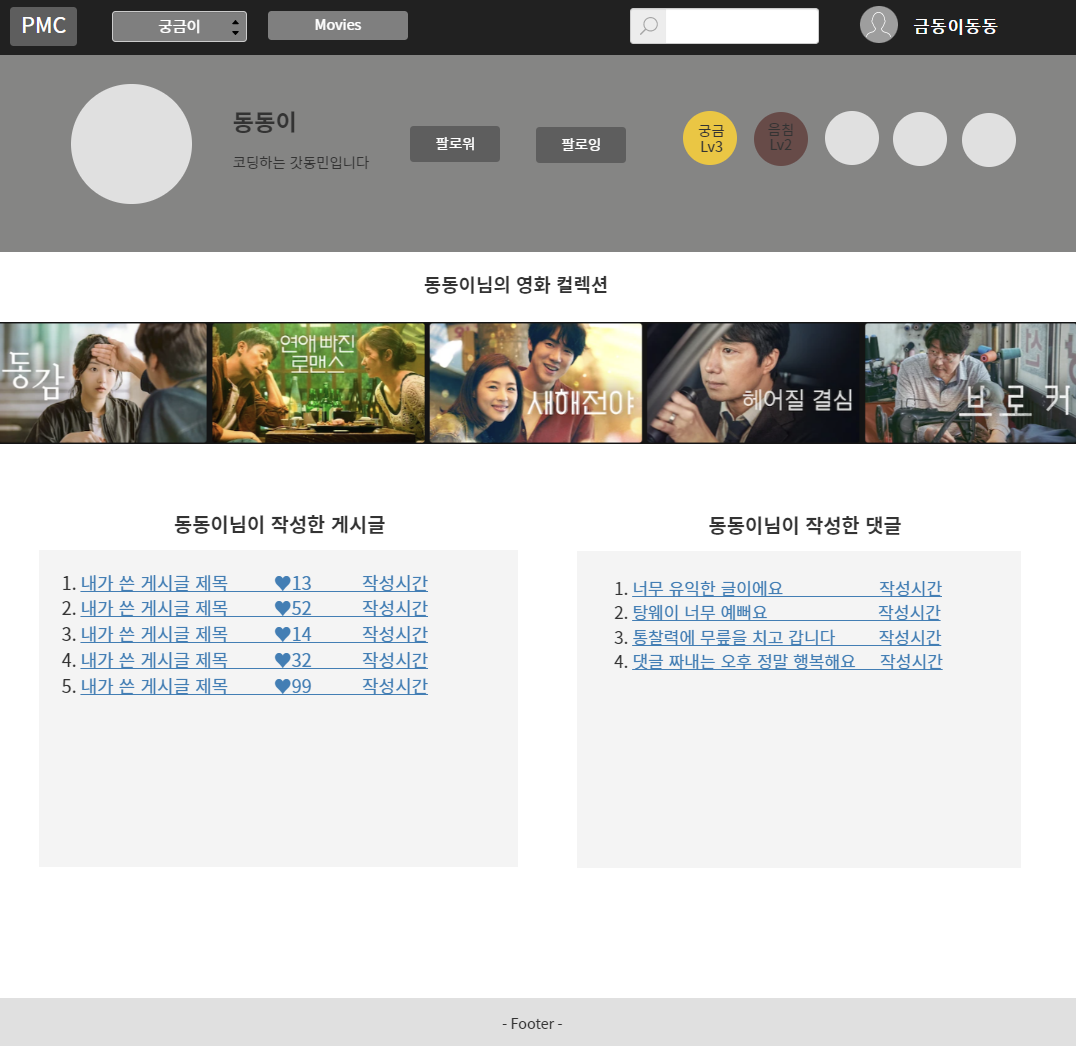 PMC 궁금이 Movies 금동이동동
동동이
코딩하는 갓동민입니다
팔로워 팔로잉
궁금
Lv3
음침
Lv2
동동이님의 영화 컬렉션
동감
연애 빠진
로맨스
새해전야
헤어질 결심
브로커
동동이님이 작성한 게시글
1. 내가 쓴 게시글 제목 ♥13 작성시간
2. 내가 쓴 게시글 제목 ♥52 작성시간
3. 내가 쓴 게시글 제목 ♥14 작성시간
4. 내가 쓴 게시글 제목 ♥32 작성시간
5. 내가 쓴 게시글 제목 ♥99 작성시간
동동이님이 작성한 댓글
1. 너무 유익한 글이에요 작성시간
2. 탕웨이 너무 예뻐요 작성시간
3. 통찰력에 무릎을 치고 갑니다 작성시간
4. 댓글 짜내는 오후 정말 행복해요 작성시간
- Footer -